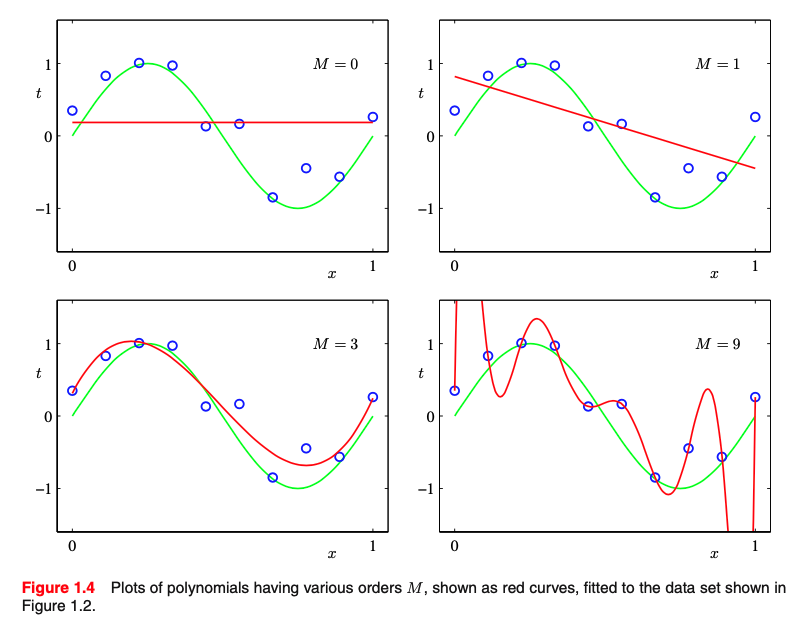 M = 0
1
t
0
−1
0
x
1
M = 1
1
t
0
−1
0
x
1
M = 3
1
t
0
−1
0
x
1
M = 9
1
t
0
−1
0
x
1
Figure 1.4 Plots of polynomials having various orders M, shown as red curves, fitted to the data set shown in
Figure 1.2.